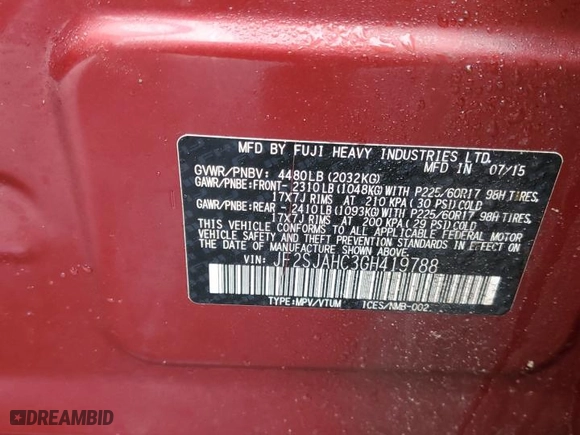 MFD BY FUJI HEAVY INDUSTRIES LTD.
MFD IN 07/15
GVWR/PNBV: 4480LB(2032KG)
GAWR/PNBE:FRONT- 2310LB(1048KG)WITH P225/60R17 98H TIRES,
17X7J RIMS AT 210 KPA( 30 PSI)COLD
GAWR/PNBE:REAR - 2410LB(1093KG)WITH P225/60R17 98H TIRES,
17X7J RIMS AT 200 KPA( 29 PSI)COLD
THIS VEHICLE CONFORMS TO ALL APPLICABLE FEDERAL MOTOR
VEHICLE SAFETY STANDARDS IN EFFECT ON THE DATE
OF MANUFACTURE SHOWN ABOVE.
VIN: JF2SJAHC3GH419788
TYPE:MPV/VTUM ICES/NMB-002.
DREAMBID